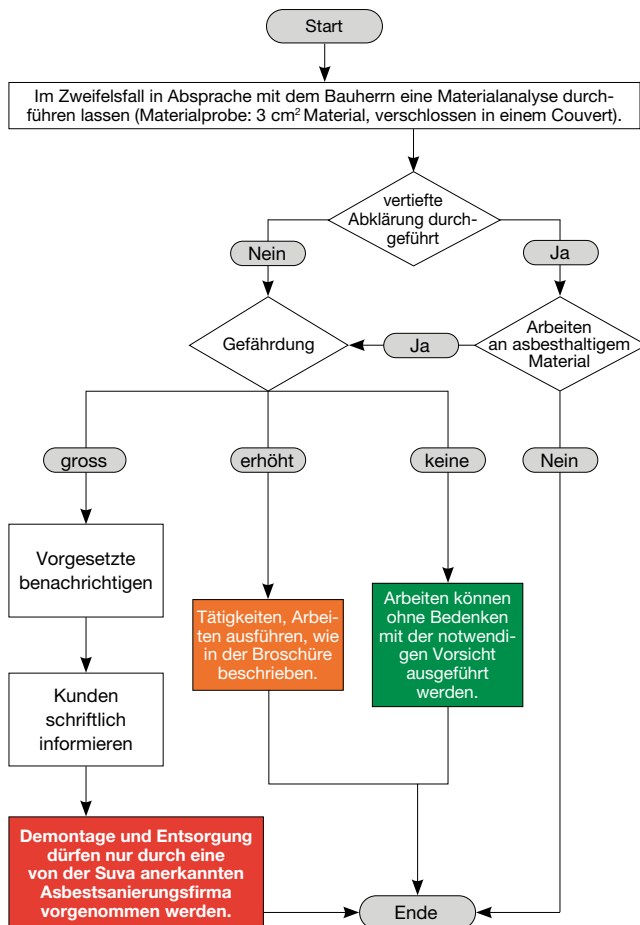 Start
Im Zweifelsfall in Absprache mit dem Bauherrn eine Materialanalyse durch-
führen lassen (Materialprobe: 3 cm² Material, verschlossen in einem Couvert).
vertiefte
Abklärung durch-
geführt
Nein
Ja
Gefährdung
Ja
Arbeiten
an asbesthaltigem
Material
gross
erhöht
keine
Nein
Vorgesetzte
benachrichtigen
Tätigkeiten, Arbei-
ten ausführen, wie
in der Broschüre
beschrieben.
Arbeiten können
ohne Bedenken
mit der notwendi-
gen Vorsicht
ausgeführt
werden.
Kunden
schriftlich
informieren
Demontage und Entsorgung
dürfen nur durch eine
von der Suva anerkannten
Asbestsanierungsfirma
vorgenommen werden.
Ende